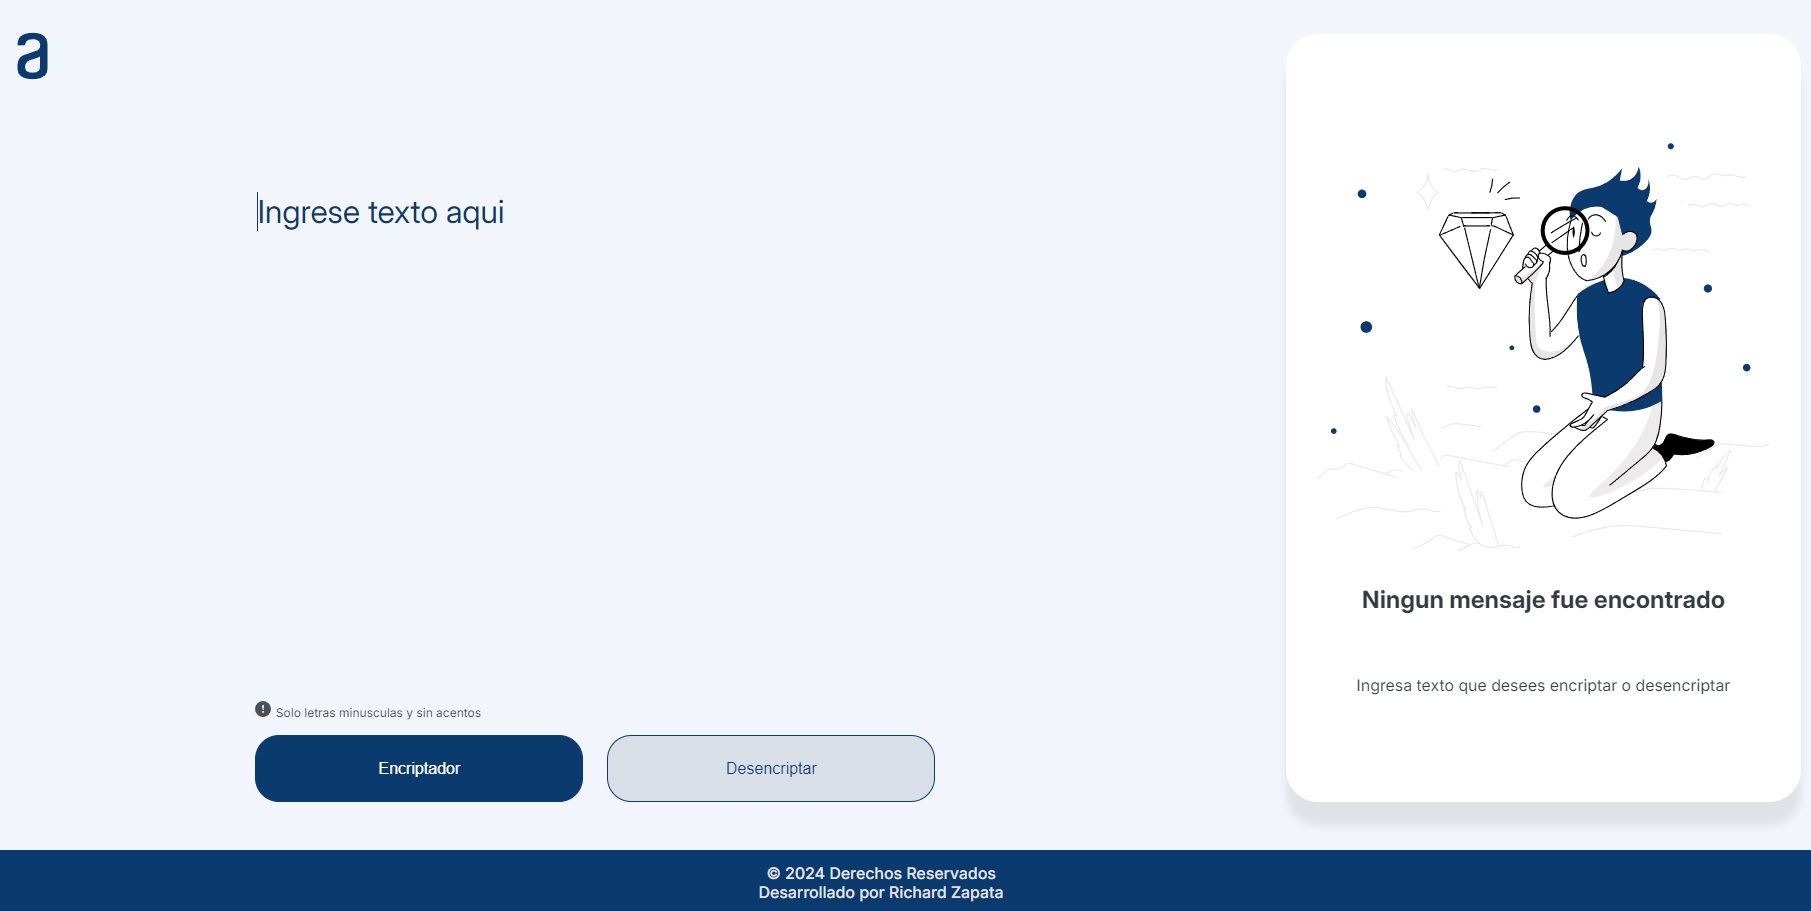 a
Ingrese texto aqui
Solo letras minusculas y sin acentos
Encriptador
Desencriptar
Ningun mensaje fue encontrado
Ingresa texto que desees encriptar o desencriptar
© 2024 Derechos Reservados
Desarrollado por Richard Zapata